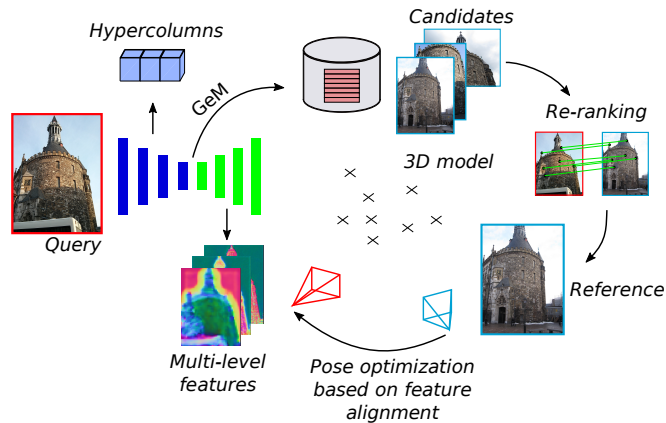 Hypercolumns
GeM
Candidates
Re-ranking
3D model
Query
Reference
Multi-level
features
Pose optimization
based on feature
alignment